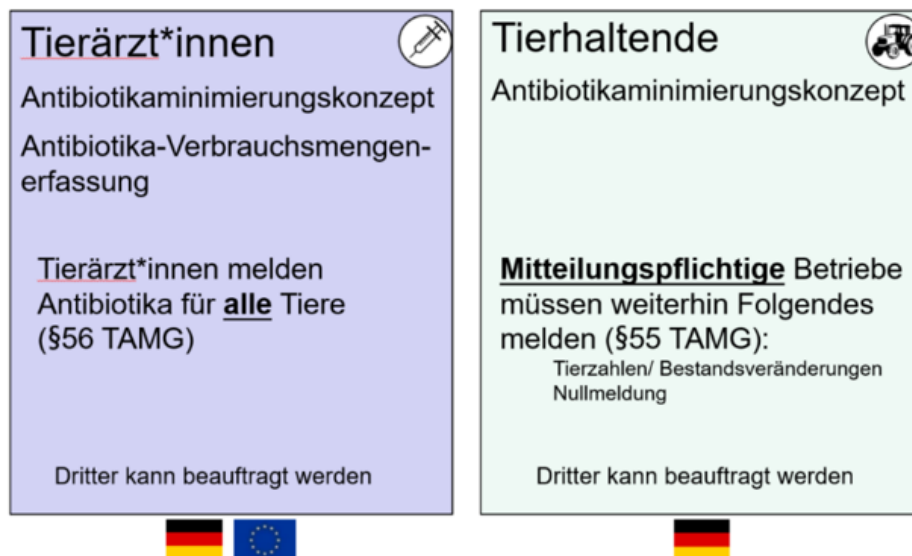 Tierärzt*innen
Antibiotikaminimierungskonzept
Antibiotika-Verbrauchsmengen-
erfassung
Tierärzt*innen melden
Antibiotika für alle Tiere
(§56 TAMG)
Dritter kann beauftragt werden
Tierhaltende
Antibiotikaminimierungskonzept
Mitteilungspflichtige Betriebe
müssen weiterhin Folgendes
melden (§55 TAMG):
Tierzahlen/ Bestandsveränderungen
Nullmeldung
Dritter kann beauftragt werden